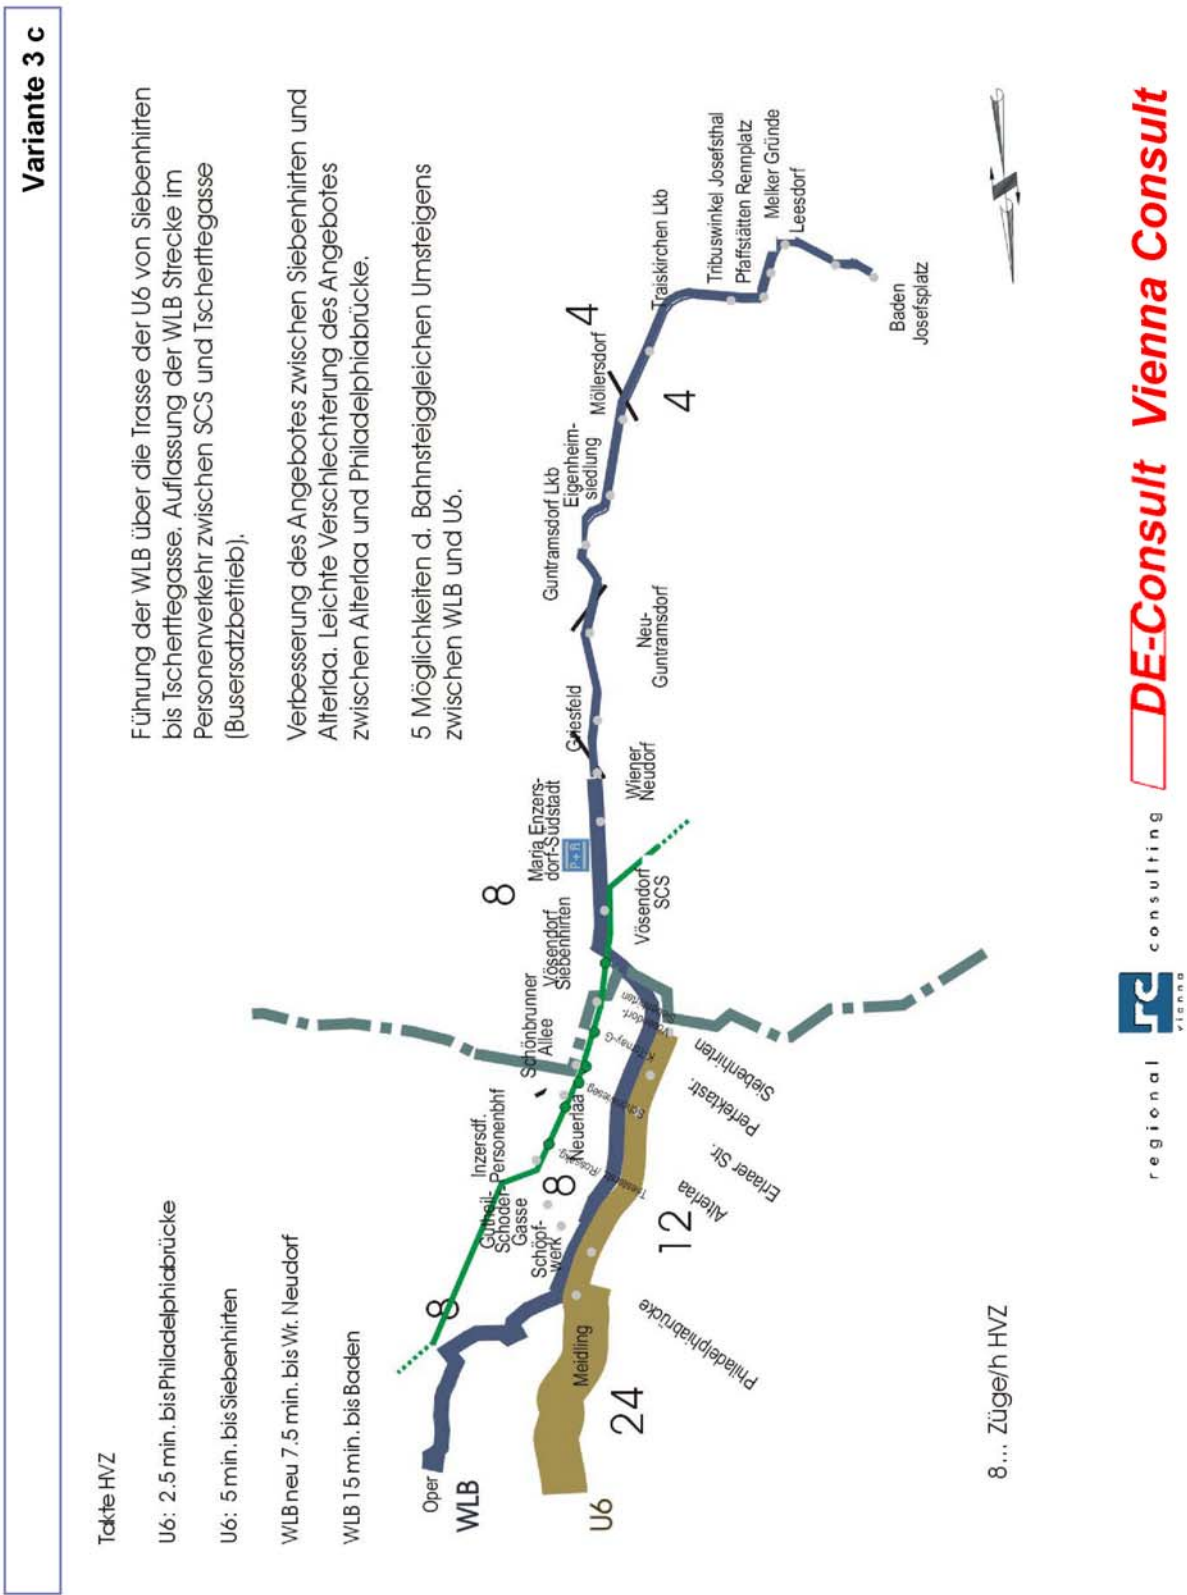 Variante 3 c
Takte HVZ
U6: 2.5 min. bis Philadelphiabrücke
U6: 5 min. bis Siebenhirten
WLB neu 7.5 min. bis Wr. Neudorf
WLB 15 min. bis Baden
Führung der WLB über die Trasse der U6 von Siebenhirten
bis Tscherttegasse. Auflassung der WLB Strecke im
Personenverkehr zwischen SCS und Tscherttegasse
(Busersatzbetrieb).
Verbesserung des Angebotes zwischen Siebenhirten und
Alterlaa. Leichte Verschlechterung des Angebotes
zwischen Alterlaa und Philadelphiabrücke.
5 Möglichkeiten d. Bahnsteiggleichen Umsteigens
zwischen WLB und U6.
Oper
WLB
U6
24
Meidling
Philadelphiabrücke
8
Gutheil-
Schoder-
Gasse
Schöpf-
werk
8
Inzersdf.
Personenbhf
Neuerlaa
12
Alterlaa
Erlaaer Str.
Perfektastr.
Siebenhirten
Schönbrunner
Allee
Vösendorf
Siebenhirten
8
Maria Enzers-
dorf-Südstadt
P+R
Vösendorf
SCS
Wiener
Neudorf
Griesfeld
Neu-
Guntramsdorf
Guntramsdorf Lkb
Eigenheim-
siedlung
Möllersdorf
4
4
Traiskirchen Lkb
Tribuswinkel Josefsthal
Pfaffstätten Rennplatz
Melker Gründe
Leesdorf
Baden
Josefsplatz
8... Züge/h HVZ
regional
rc
vienna
consulting
DE-Consult
Vienna Consult